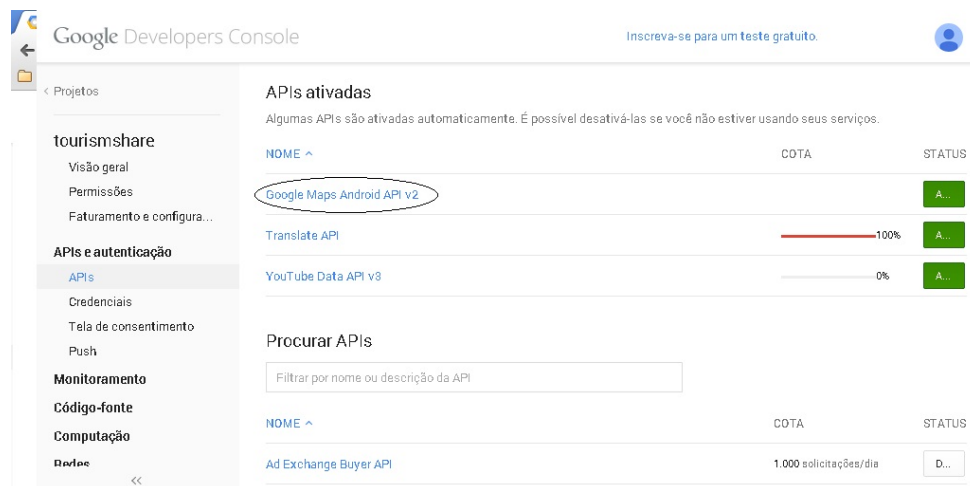 Google Developers Console
Inscreva-se para um teste gratuito.
< Projetos
tourismshare
Visão geral
Permissões
Faturamento e configura...
APIs e autenticação
APIs
Credenciais
Tela de consentimento
Push
Monitoramento
Código-fonte
Computação
Redes
<<
APIs ativadas
Algumas APIs são ativadas automaticamente. É possível desativá-las se você não estiver usando seus serviços.
NOME COTA STATUS
Google Maps Android API v2 A...
Translate API 100% A...
YouTube Data API v3 0% A...
Procurar APIs
Filtrar por nome ou descrição da API
NOME COTA STATUS
Ad Exchange Buyer API 1.000 solicitações/dia D...